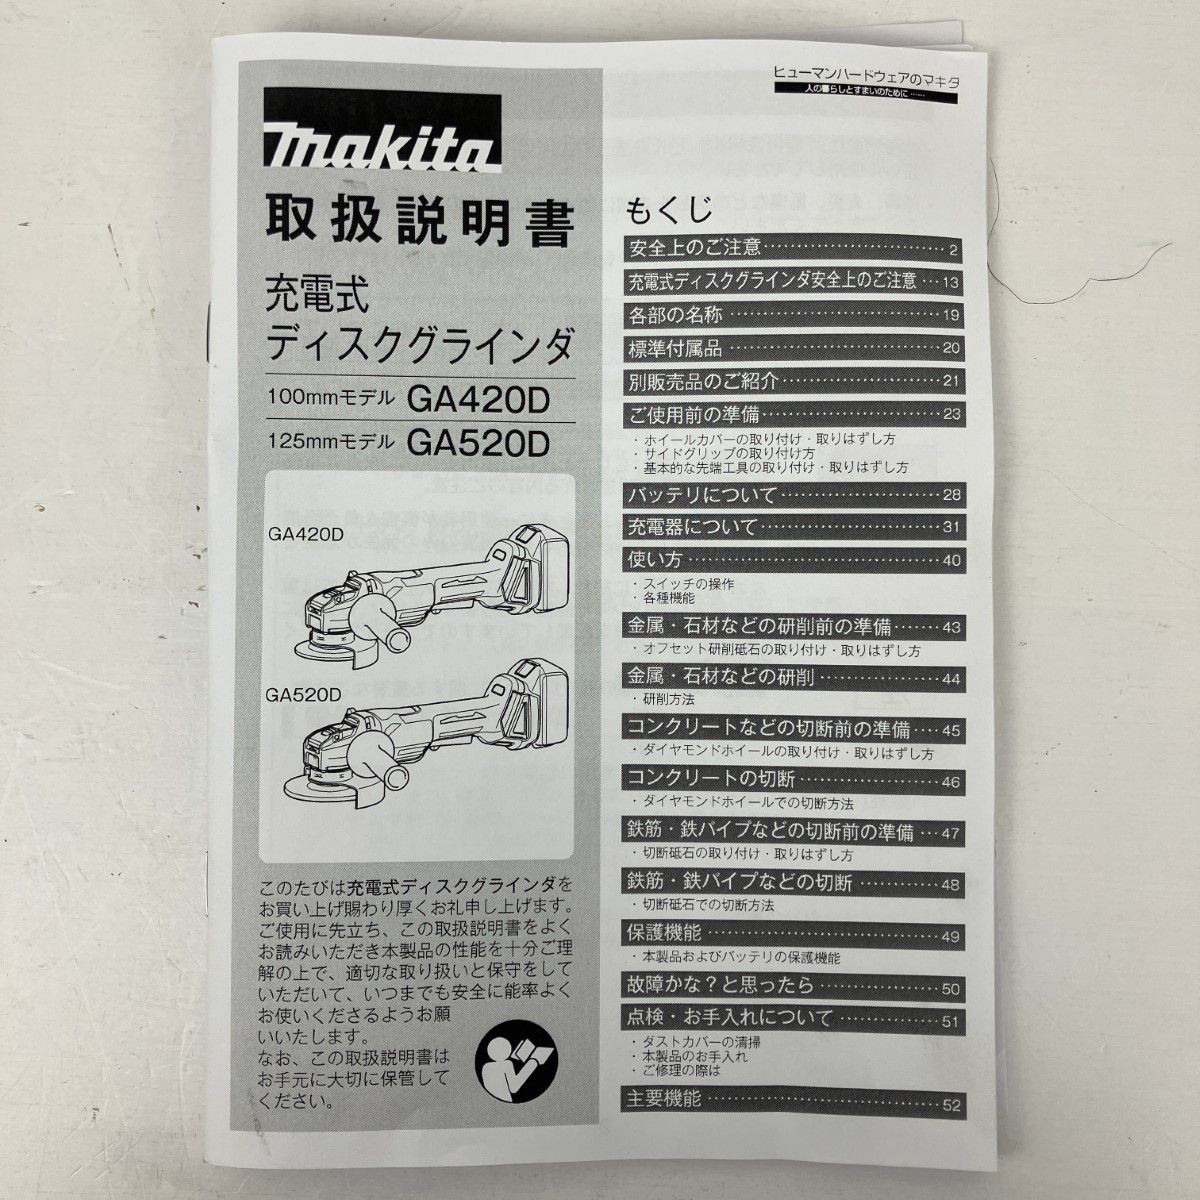 makita
取扱説明書
充電式
ディスクグラインダ
100mmモデル GA420D
125mmモデル GA520D
GA420D
GA520D
このたびは充電式ディスクグラインダを
お買い上げ賜わり厚くお礼申し上げます。
ご使用に先立ち、この取扱説明書をよく
お読みいただき本製品の性能を十分ご理
解の上で、適切な取り扱いと保守をして
いただいて、いつまでも安全に能率よく
お使いくださるようお願
いいたします。
なお、この取扱説明書は
お手元に大切に保管して
ください。
ヒューマンハードウェアのマキタ
人の暮らしとすまいのために……
もくじ
安全上のご注意 2
充電式ディスクグラインダ安全上のご注意 13
各部の名称 19
標準付属品 20
別販売品のご紹介 21
ご使用前の準備 23
・ホイールカバーの取り付け・取りはずし方
・サイドグリップの取り付け方
・基本的な先端工具の取り付け・取りはずし方
バッテリについて 28
充電器について 31
使い方 40
・スイッチの操作
・各種機能
金属・石材などの研削前の準備 43
・オフセット研削砥石の取り付け・取りはずし方
金属・石材などの研削 44
・研削方法
コンクリートなどの切断前の準備 45
・ダイヤモンドホイールの取り付け・取りはずし方
コンクリートの切断 46
・ダイヤモンドホイールでの切断方法
鉄筋・鉄パイプなどの切断前の準備 47
・切断砥石の取り付け・取りはずし方
鉄筋・鉄パイプなどの切断 48
・切断砥石での切断方法
保護機能 49
・本製品およびバッテリの保護機能
故障かな？と思ったら 50
点検・お手入れについて 51
・ダストカバーの清掃
・本製品のお手入れ
・ご修理の際は
主要機能 52